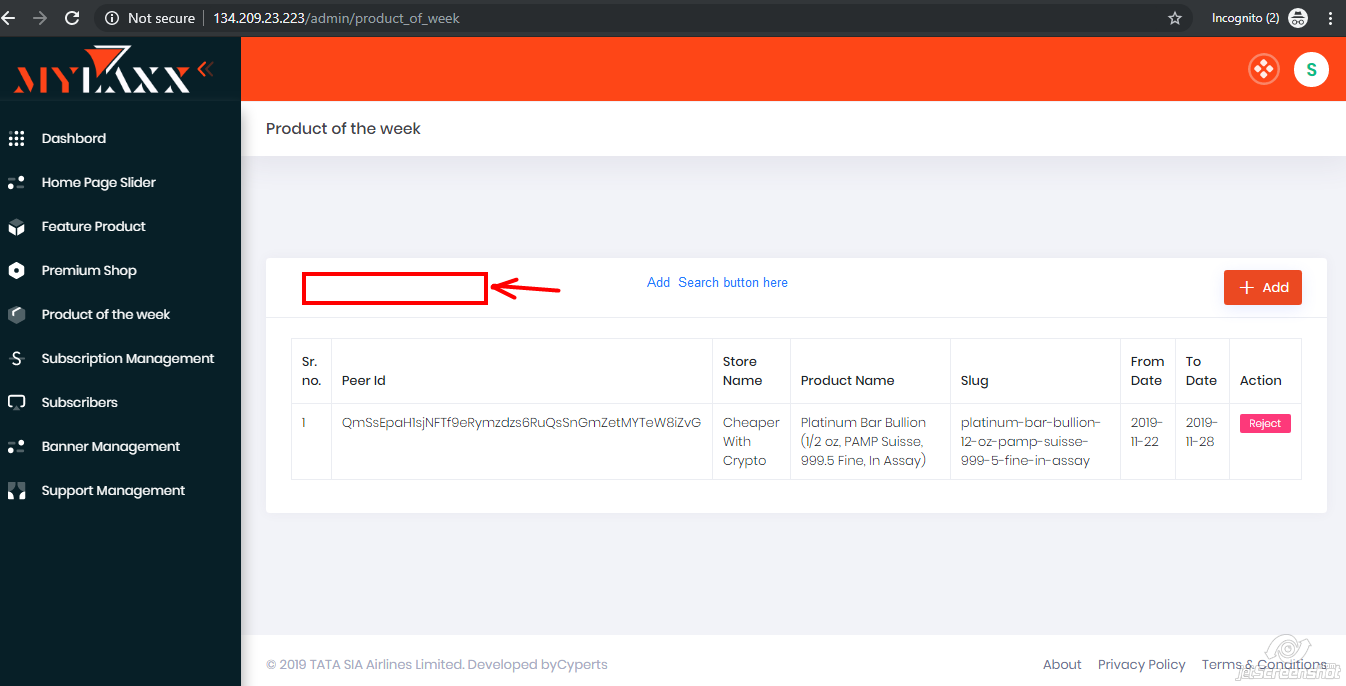 Not secure 134.209.23.223/admin/product_of_week Incognito (2)
MYTAXX
S
Product of the week
Dashbord
Home Page Slider
Feature Product
Premium Shop
Product of the week
Subscription Management
Subscribers
Banner Management
Support Management
Add Search button here
Add
Sr. no. Peer Id Store Name Product Name Slug From Date To Date Action
1 QmSsEpaH1sjNFTf9eRymzdzs6RuQsSnGmZetMYTeW8iZvG Cheaper With Crypto Platinum Bar Bullion (1/2 oz, PAMP Suisse, 999.5 Fine, In Assay) platinum-bar-bullion-12-oz-pamp-suisse-999-5-fine-in-assay 2019-11-22 2019-11-28 Reject
© 2019 TATA SIA Airlines Limited. Developed byCyperts
About Privacy Policy Terms & Conditions
jetscreenshot